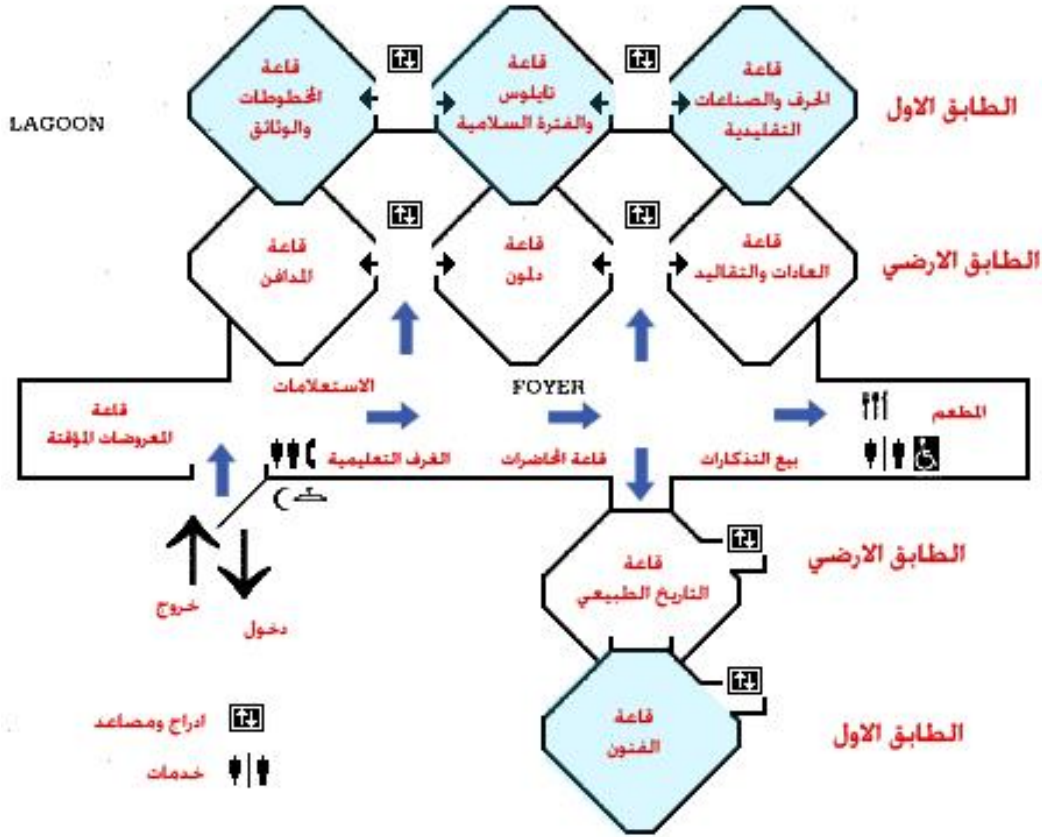 قاعة
المخطوطات
والوثائق
قاعة
تايلوس
والفترة السلامية
قاعة
الحرف والصناعات
التقليدية
الطابق الاول
LAGOON
قاعة
المدافن
قاعة
دلمون
قاعة
العادات والتقاليد
الطابق الارضي
الاستعلامات
FOYER
قاعة
المعروضات المؤقتة
المطعم
الغرف التعليمية
قاعة المحاضرات
بيع التذكارات
خروج
دخول
قاعة
التاريخ الطبيعي
الطابق الارضي
قاعة
الفنون
الطابق الاول
ادراج ومصاعد
خدمات